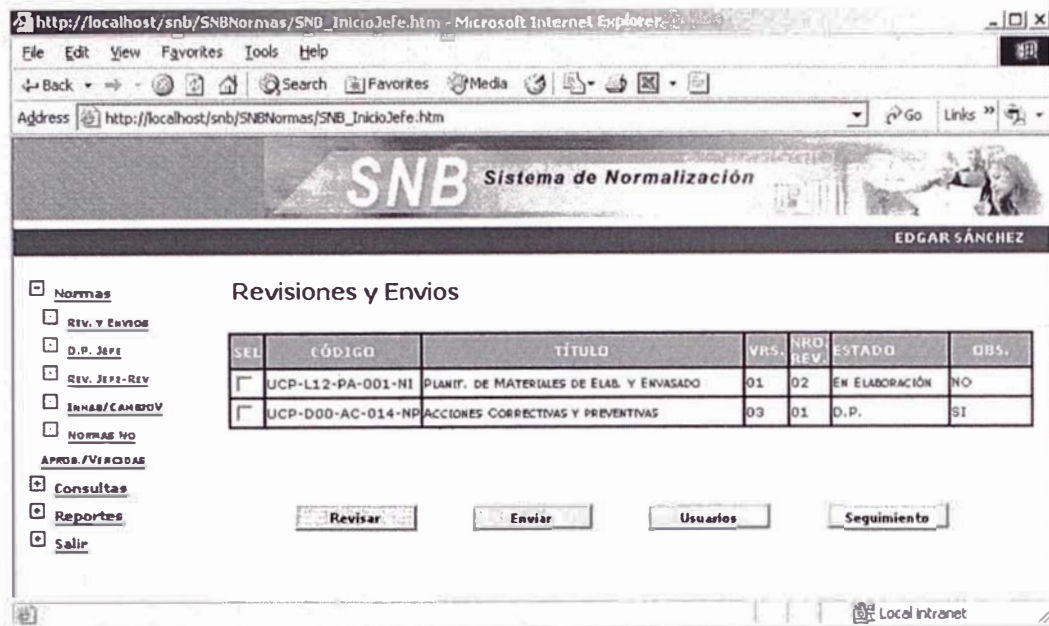 http://localhost/snb/SNBNormas/SNB_InicioJefe.htm - Microsoft Internet Explorer
File Edit View Favorites Tools Help
Back Search Favorites Media
Address http://localhost/snb/SNBNormas/SNB_InicioJefe.htm Go Links »
SNB Sistema de Normalización
EDGAR SÁNCHEZ
Normas
REV. Y ENVIOS
D.P. JEFE
REV. JEFE-REV
INHAB/CAMBIOV
NORMAS NO
APROB./VENCIDAS
Consultas
Reportes
Salir
Revisiones y Envios
SEL CÓDIGO TÍTULO VRS. NRO. REV. ESTADO OBS.
UCP-L12-PA-001-NI PLANIF. DE MATERIALES DE ELAB. Y ENVASADO 01 02 EN ELABORACIÓN NO
UCP-D00-AC-014-NP ACCIONES CORRECTIVAS Y PREVENTIVAS 03 01 D.P. SI
Revisar Enviar Usuarios Seguimiento
Local intranet